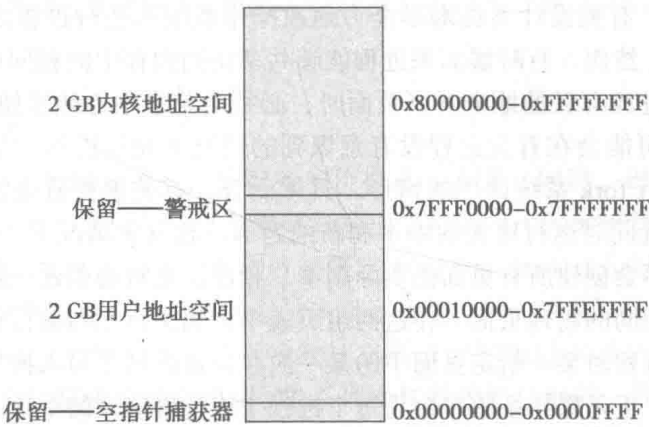 2 GB内核地址空间
0x80000000–0xFFFFFFFF
保留——警戒区
0x7FFF0000–0x7FFFFFFF
2 GB用户地址空间
0x00010000–0x7FFEFFFF
保留——空指针捕获器
0x00000000–0x0000FFFF